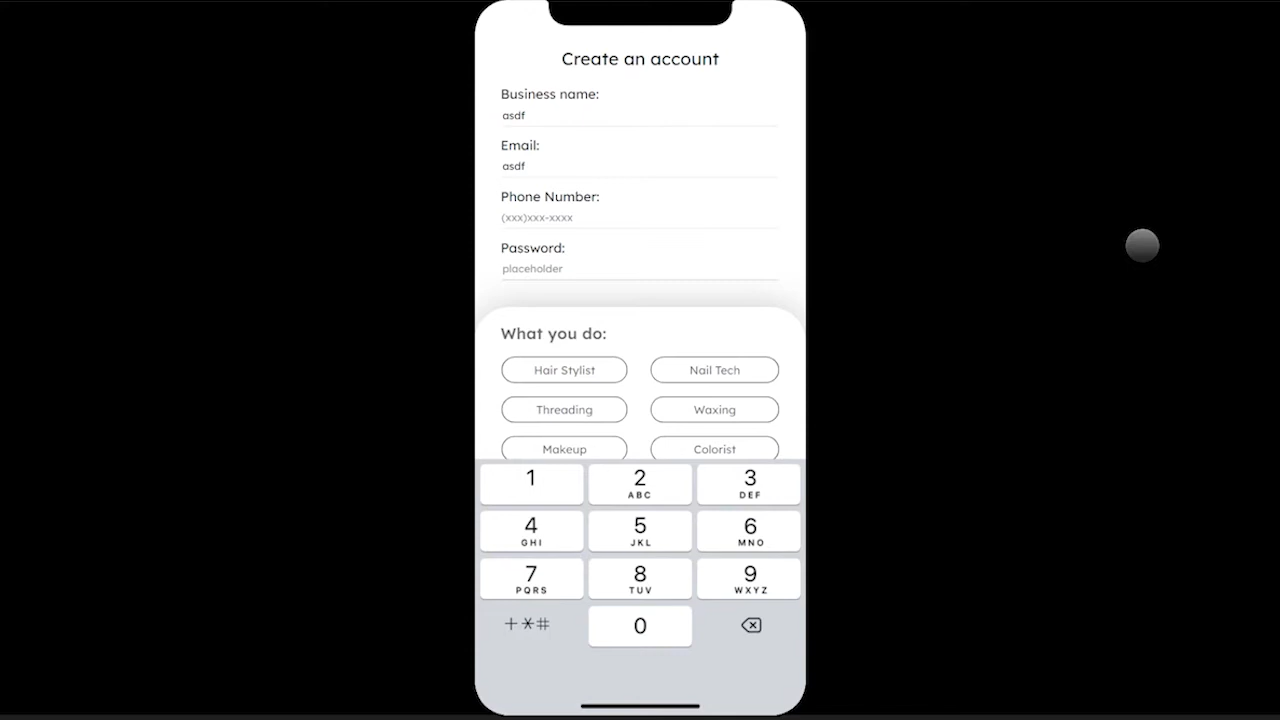 Create an account
Business name:
asdf
Email:
asdf
Phone Number:
(xxx)xxx-xxxx
Password:
placeholder
What you do:
Hair Stylist
Nail Tech
Threading
Waxing
Makeup
Colorist
1
2
ABC
3
DEF
4
GHI
5
JKL
6
MNO
7
PQRS
8
TUV
9
WXYZ
+*#
0